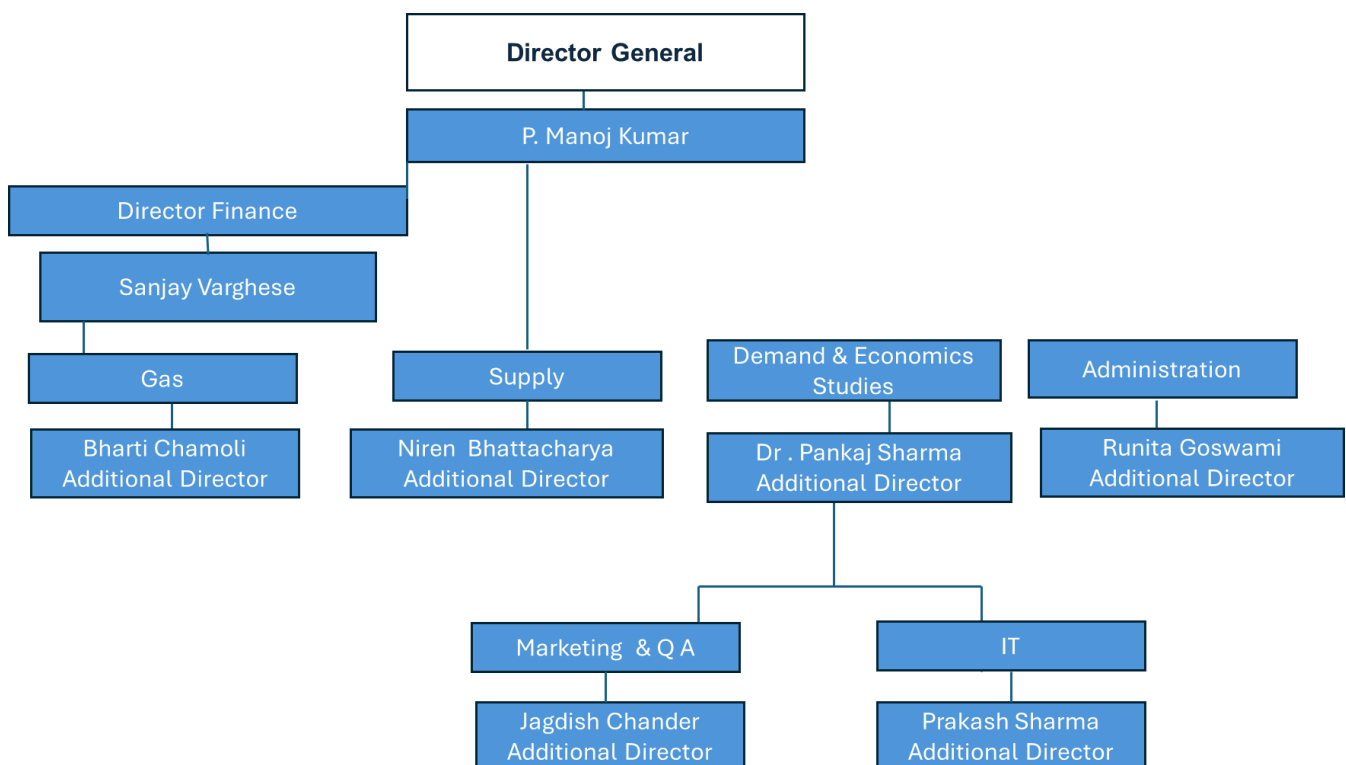 Director General
P. Manoj Kumar
Director Finance
Sanjay Varghese
Gas
Bharti Chamoli
Additional Director
Supply
Niren Bhattacharya
Additional Director
Demand & Economics
Studies
Dr . Pankaj Sharma
Additional Director
Administration
Runita Goswami
Additional Director
Marketing & Q A
Jagdish Chander
Additional Director
IT
Prakash Sharma
Additional Director